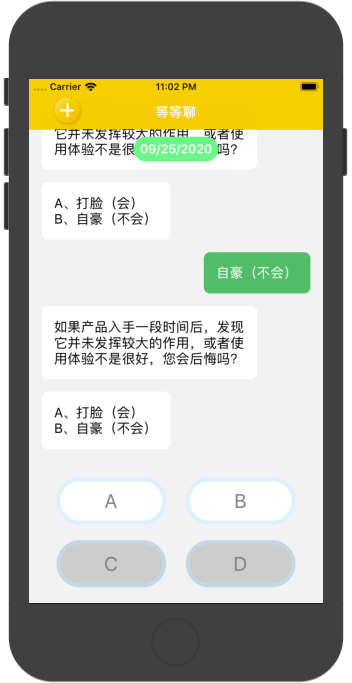 Carrier
11:02 PM
等等聊
它并未发挥较大的作用，或者使
用体验不是很
09/25/2020
吗?
A、打脸（会）
B、自豪（不会）
自豪（不会）
如果产品入手一段时间后，发现
它并未发挥较大的作用，或者使
用体验不是很好，您会后悔吗?
A、打脸（会）
B、自豪（不会）
A
B
C
D